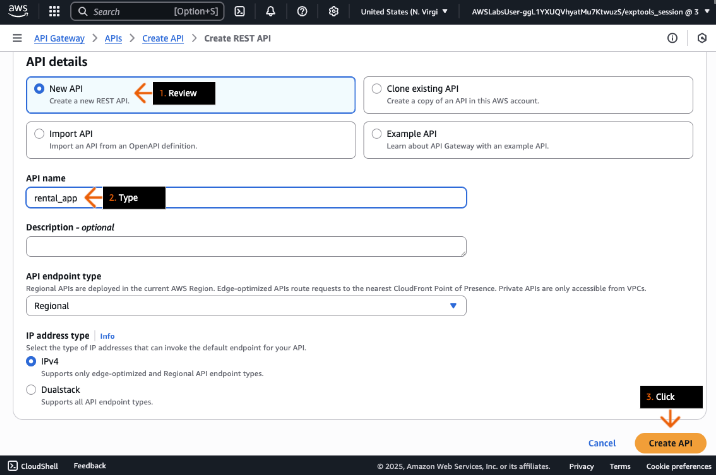 aws
Search [Option+S] United States (N. Virgi AWSLabsUser-ggL1YXUQVhyatMu7KtwuzS/exptools_session @ 3
API Gateway > APIs > Create API > Create REST API
API details
New API
Create a new REST API.
1. Review
Clone existing API
Create a copy of an API in this AWS account.
Import API
Import an API from an OpenAPI definition.
Example API
Learn about API Gateway with an example API.
API name
rental_app
2. Type
Description - optional
API endpoint type
Regional APIs are deployed in the current AWS Region. Edge-optimized APIs route requests to the nearest CloudFront Point of Presence. Private APIs are only accessible from VPCs.
Regional
IP address type Info
Select the type of IP addresses that can invoke the default endpoint for your API.
IPv4
Supports only edge-optimized and Regional API endpoint types.
Dualstack
Supports all API endpoint types.
3. Click
Cancel Create API
CloudShell Feedback © 2025, Amazon Web Services, Inc. or its affiliates. Privacy Terms Cookie preferences